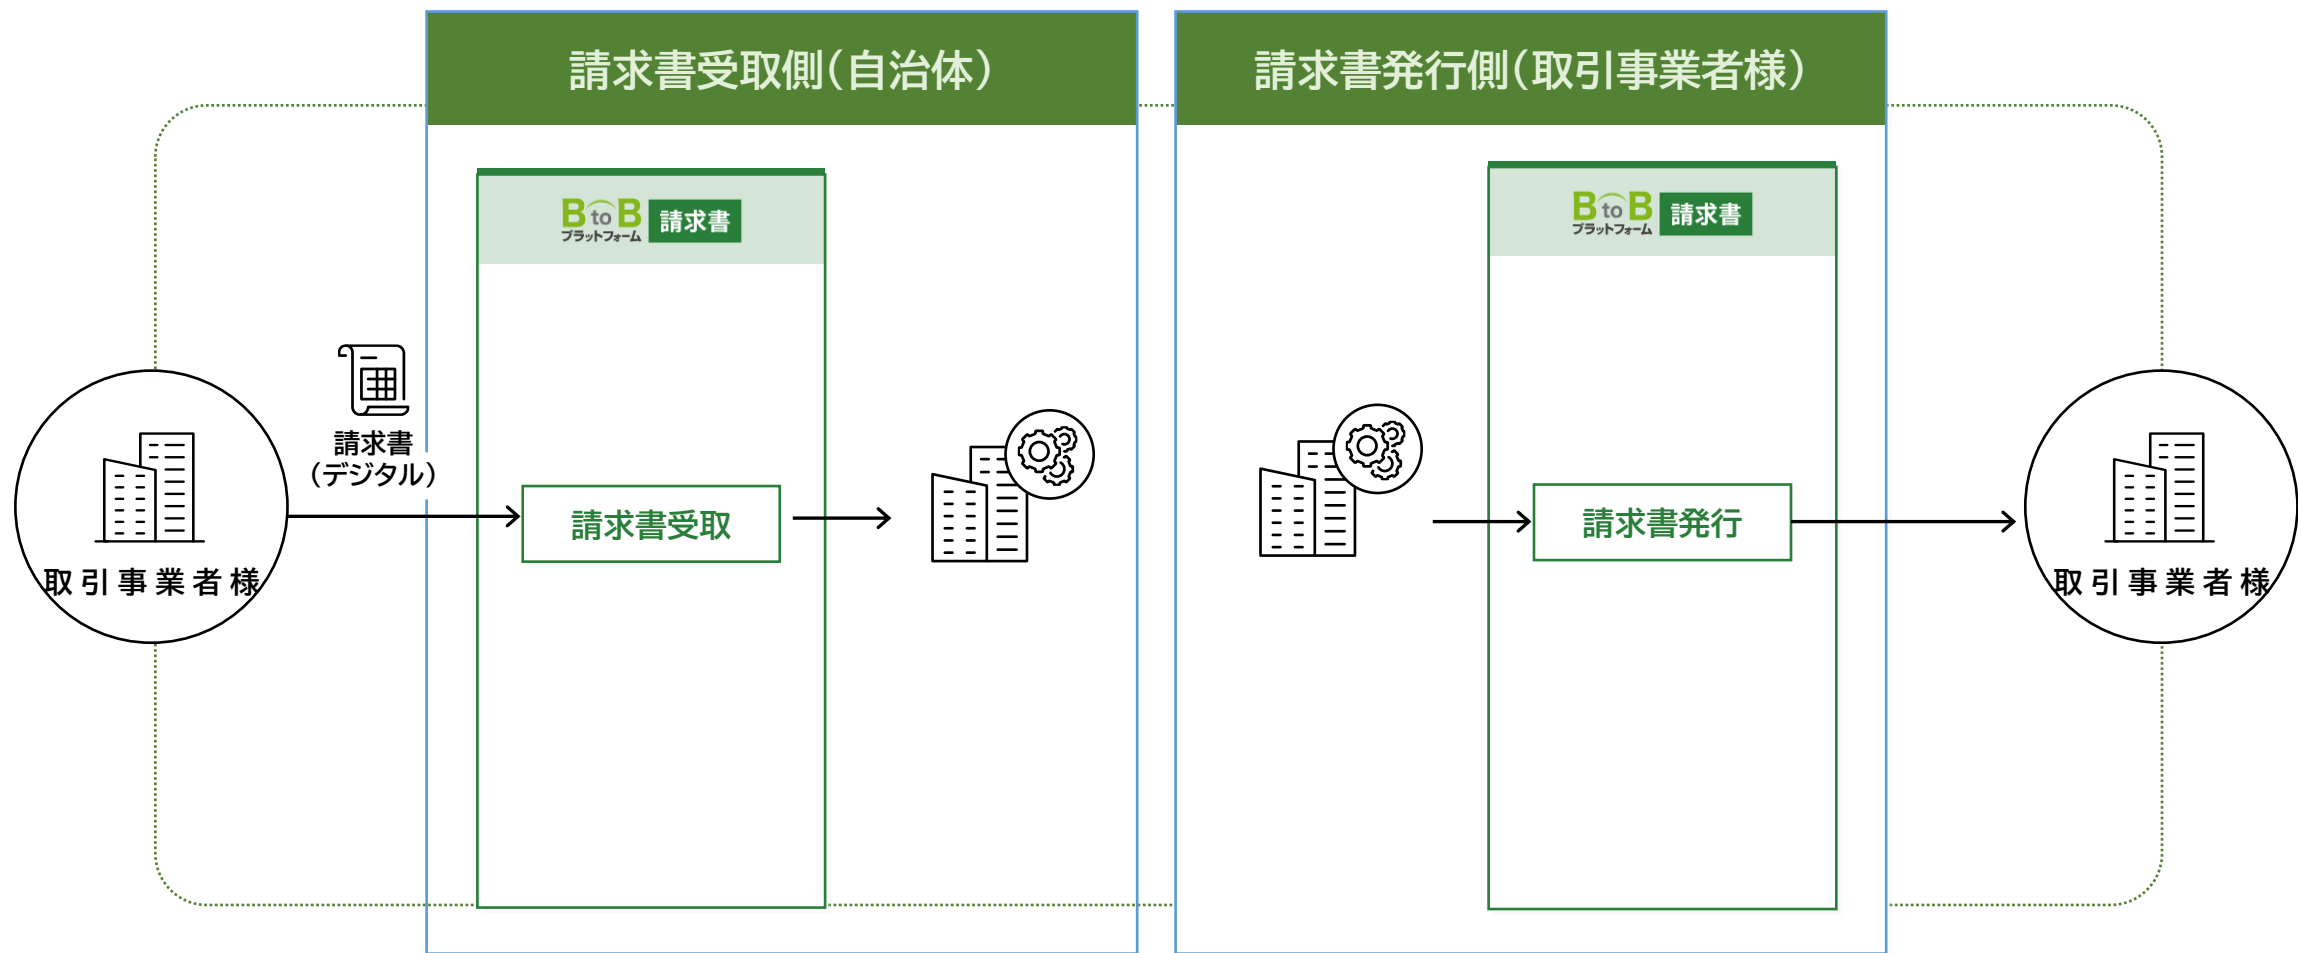 請求書受取側（自治体）
請求書発行側（取引事業者様）
BtoB
プラットフォーム
請求書
BtoB
プラットフォーム
請求書
請求書
（デジタル）
取引事業者様
請求書受取
請求書発行
取引事業者様